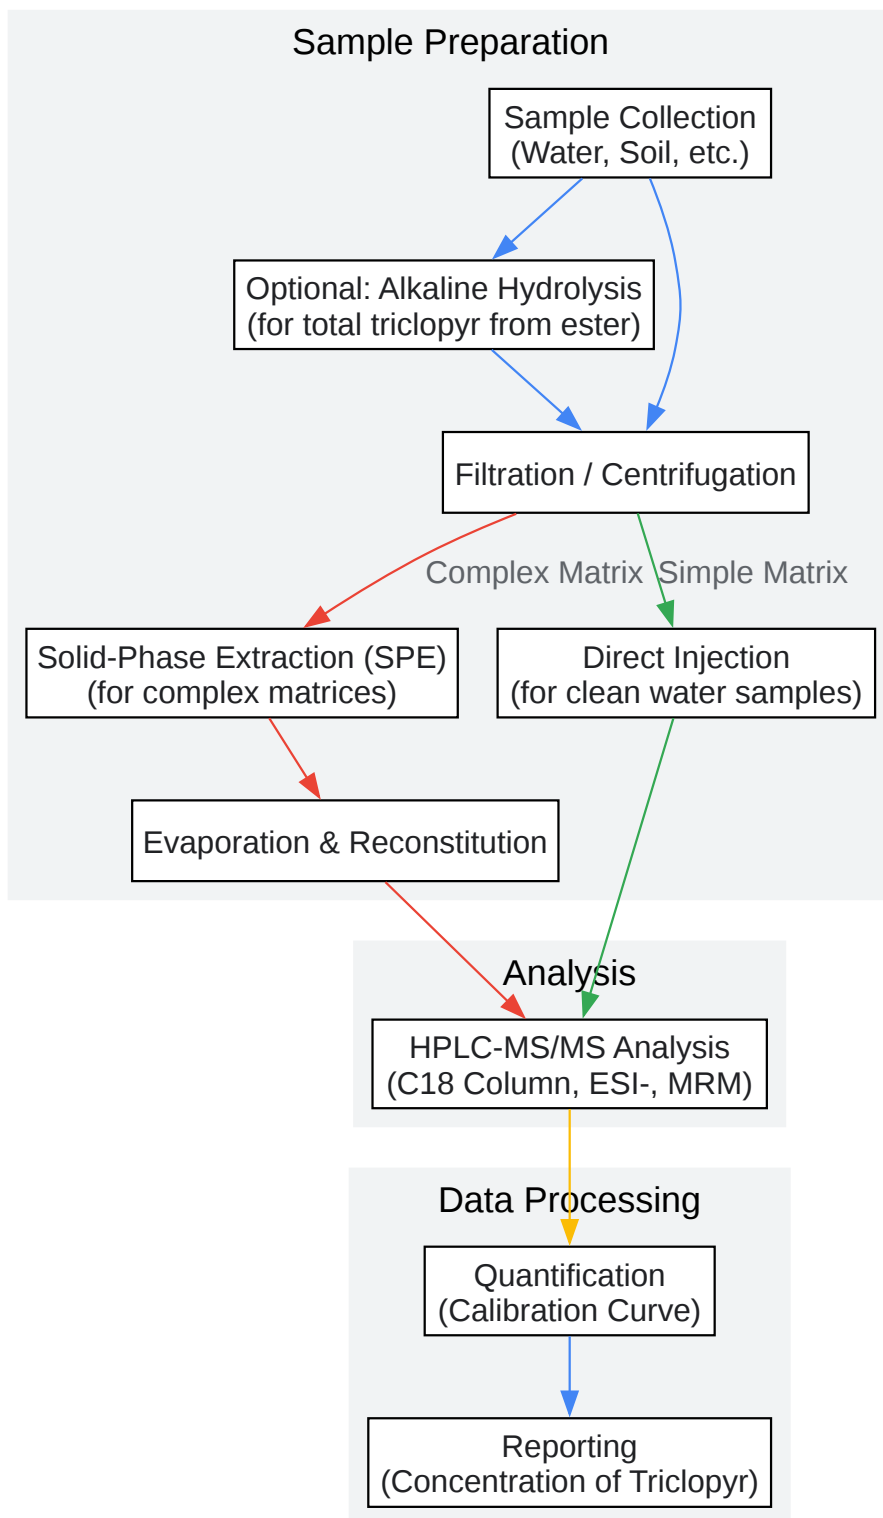 Sample Preparation
Sample Collection
(Water, Soil, etc.)
Optional: Alkaline Hydrolysis
(for total triclopyr from ester)
Filtration / Centrifugation
Complex Matrix
Simple Matrix
Solid-Phase Extraction (SPE)
(for complex matrices)
Direct Injection
(for clean water samples)
Evaporation & Reconstitution
Analysis
HPLC-MS/MS Analysis
(C18 Column, ESI-, MRM)
Data Processing
Quantification
(Calibration Curve)
Reporting
(Concentration of Triclopyr)